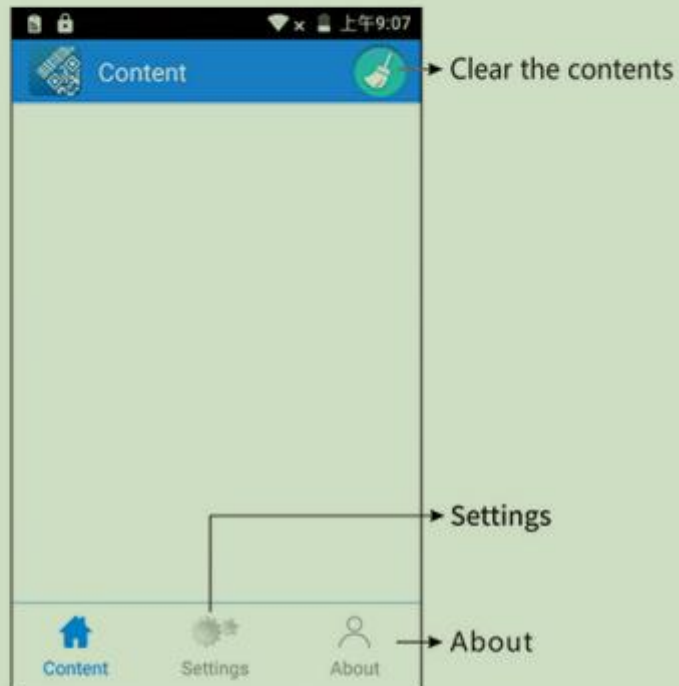 上午9:07
Content
Clear the contents
Settings
About
Content
Settings
About